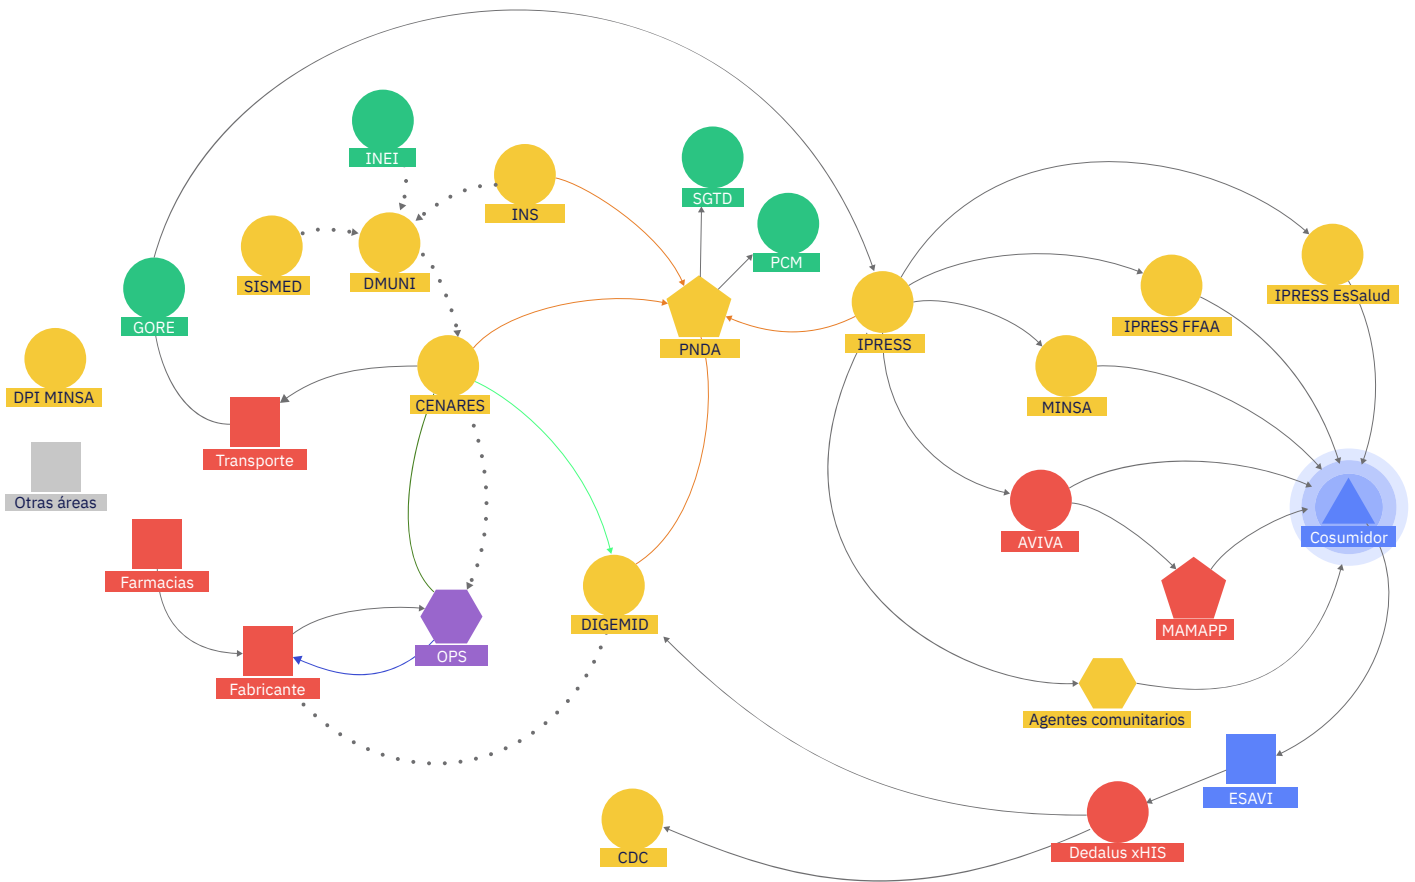 INEI
SGTD
INS
PCM
SISMED
DMUNI
IPRESS EsSalud
GORE
IPRESS FFAA
IPRESS
PNDA
DPI MINSA
CENARES
MINSA
Transporte
Otras áreas
Cosumidor
AVIVA
Farmacias
DIGEMID
MAMAPP
OPS
Fabricante
Agentes comunitarios
ESAVI
Dedalus xHIS
CDC